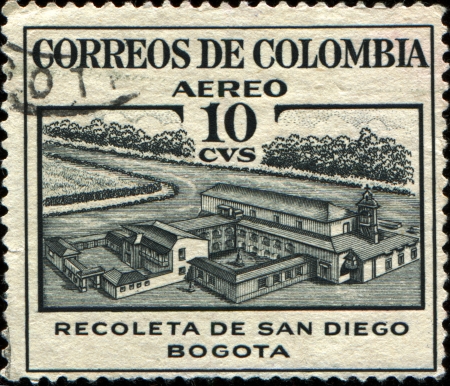 CORREOS DE COLOMBIA
AEREO
10
CVS
RECOLETA DE SAN DIEGO
BOGOTA